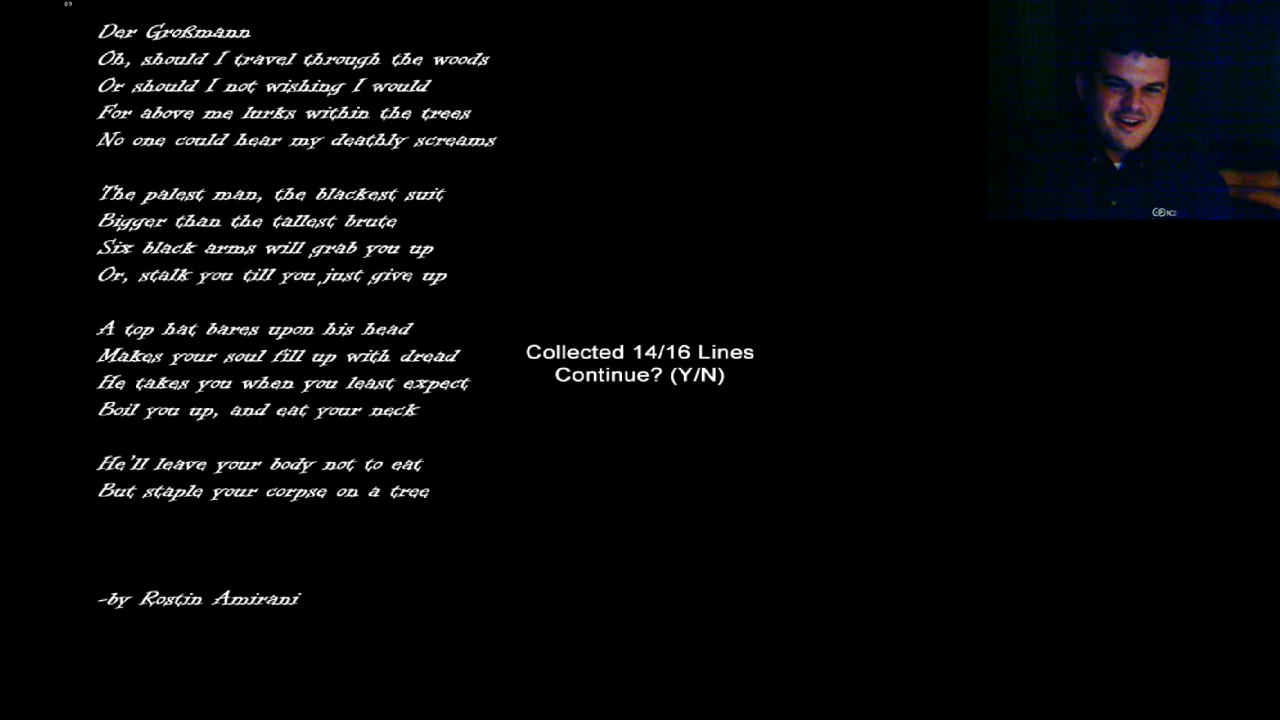 69
Der Großmann
Oh, should I travel through the woods
Or should I not wishing I would
For above me lurks within the trees
No one could hear my deathly screams
The palest man, the blackest suit
Bigger than the tallest brute
Six black arms will grab you up
Or, stalk you till you just give up
A top hat bares upon his head
Makes your soul fill up with dread
He takes you when you least expect
Boil you up, and eat your neck
He'll leave your body not to eat
But staple your corpse on a tree
-by Rostin Amirani
Collected 14/16 Lines
Continue? (Y/N)